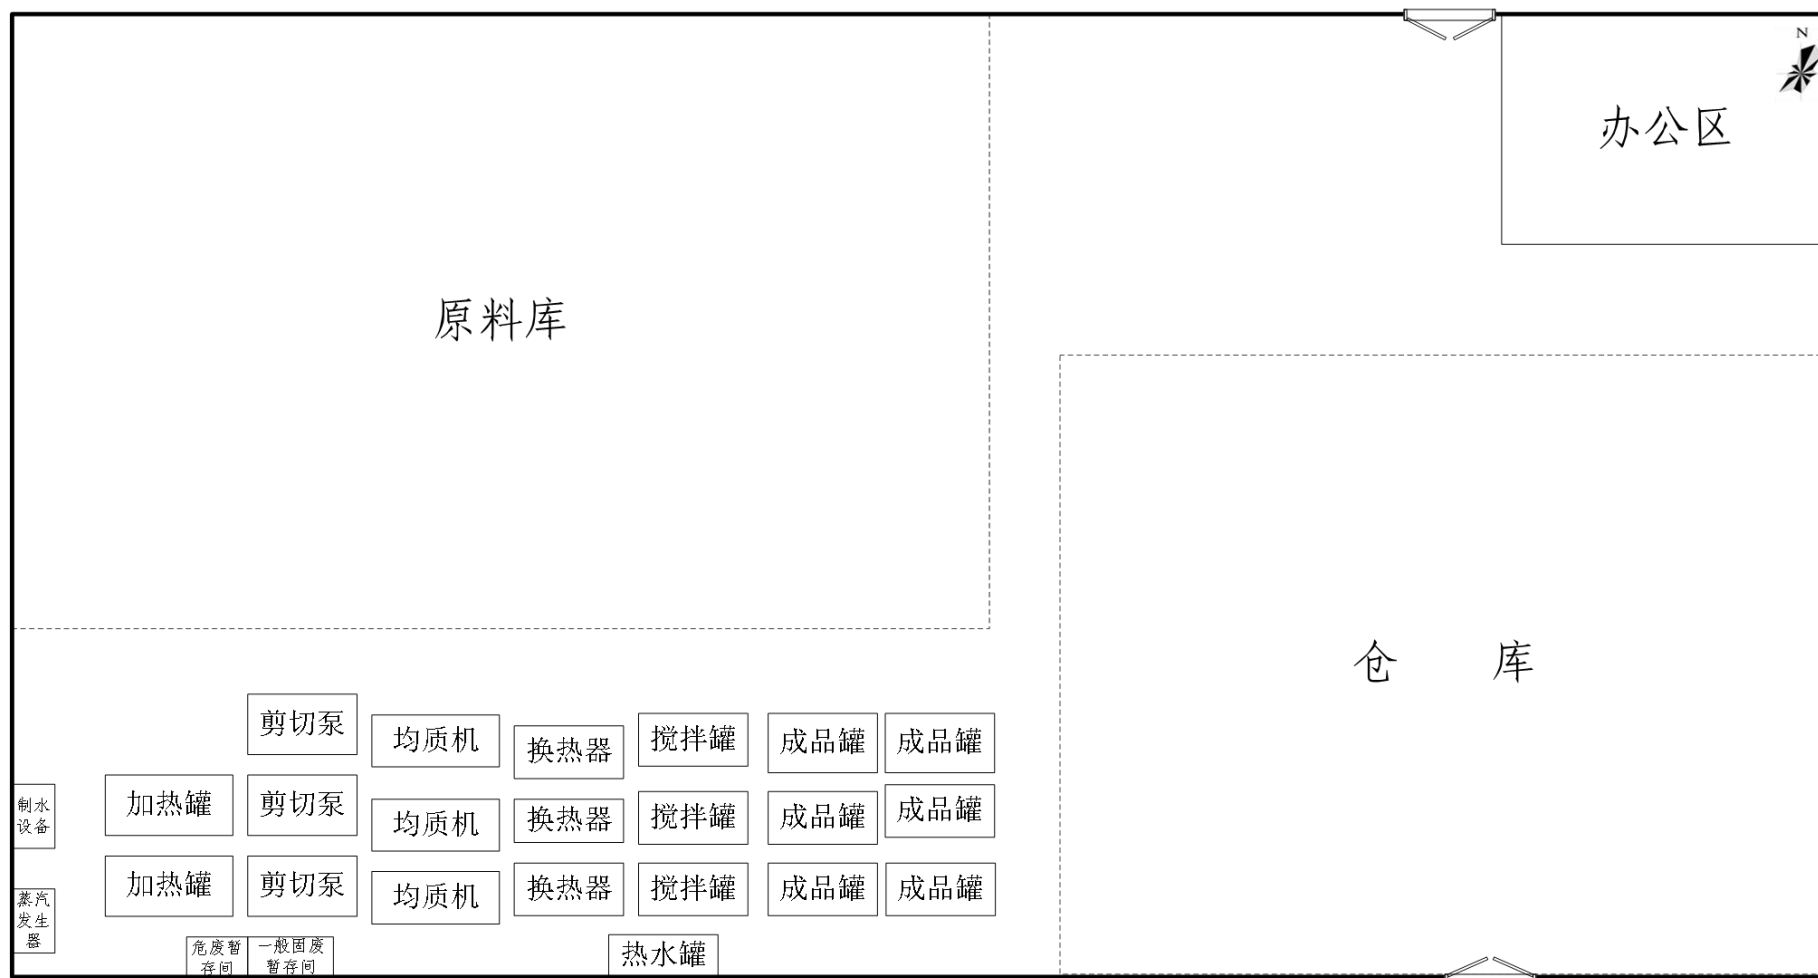 N
办公区
原料库
仓 库
剪切泵
均质机
换热器
搅拌罐
成品罐
成品罐
制水
设备
加热罐
剪切泵
均质机
换热器
搅拌罐
成品罐
成品罐
加热罐
剪切泵
均质机
换热器
搅拌罐
成品罐
成品罐
蒸汽
发生
器
危废暂
存间
一般固废
暂存间
热水罐